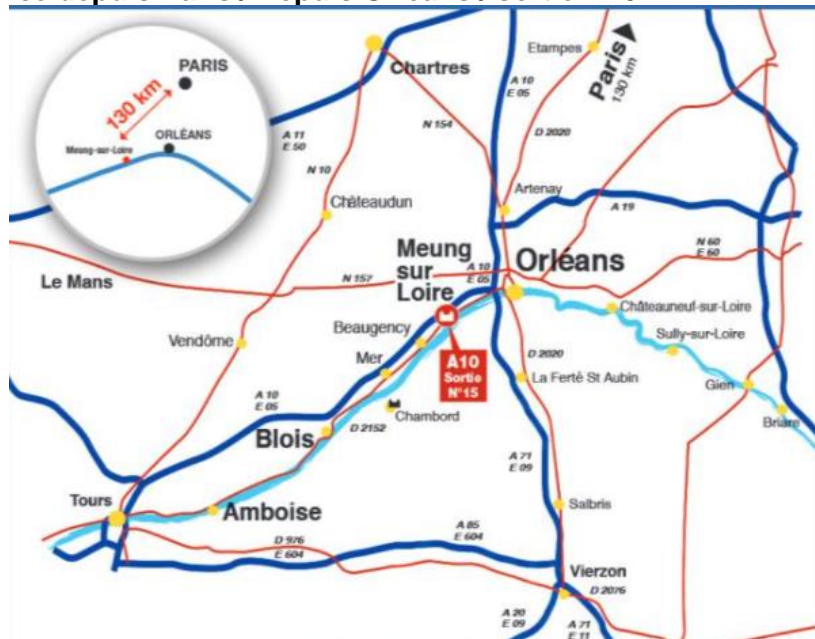 PARIS
130 km
ORLÉANS
Meung-sur-Loire
Chartres
Etampes
Paris
130 km
A 10
E 05
A 11
E 50
N 154
D 2020
N 10
Châteaudun
Artenay
A 19
Meung
sur
Loire
A 10
E 05
Orléans
N 60
E 60
Le Mans
N 157
Châteauneuf-sur-Loire
Beaugency
Vendôme
Sully-sur-Loire
Mer
A10
Sortie
N°15
D 2020
La Ferté St Aubin
Gien
A 10
E 05
Chambord
Briare
Blois
D 2152
A 71
E 09
Tours
Amboise
Salbris
A 85
E 604
D 976
E 604
Vierzon
D 2076
A 20
E 09
A 71
E 11